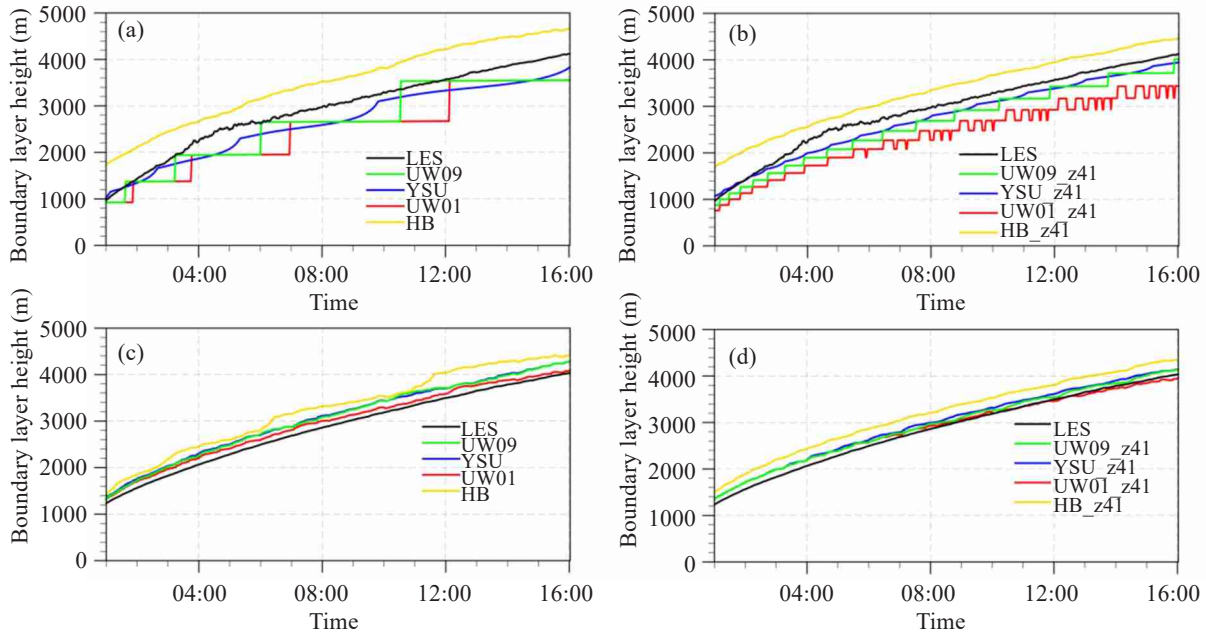 (a)
Boundary layer height (m)
5000
4000
3000
2000
1000
0
04:00
08:00
12:00
16:00
Time
LES
UW09
YSU
UW01
HB
(b)
Boundary layer height (m)
5000
4000
3000
2000
1000
0
04:00
08:00
12:00
16:00
Time
LES
UW09_z41
YSU_z41
UW01_z41
HB_z41
(c)
Boundary layer height (m)
5000
4000
3000
2000
1000
0
04:00
08:00
12:00
16:00
Time
LES
UW09
YSU
UW01
HB
(d)
Boundary layer height (m)
5000
4000
3000
2000
1000
0
04:00
08:00
12:00
16:00
Time
LES
UW09_z41
YSU_z41
UW01_z41
HB_z41